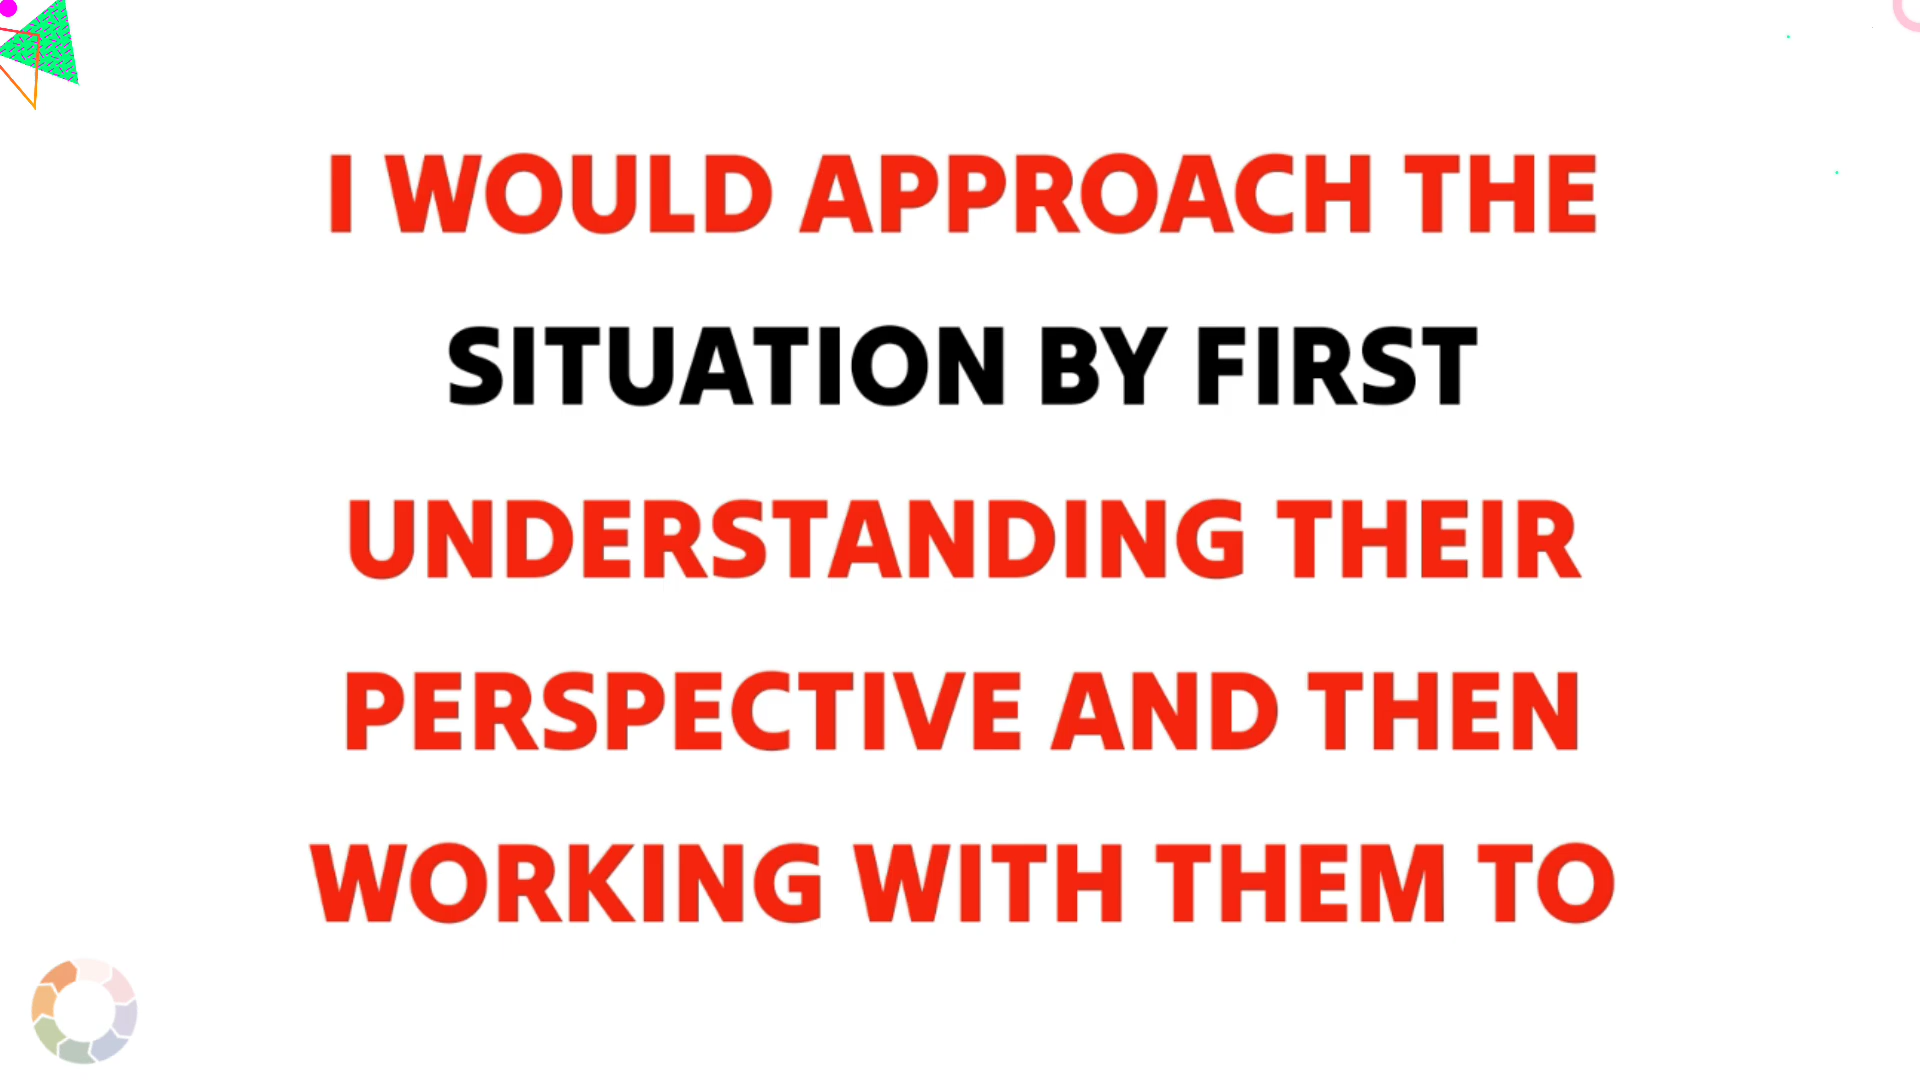 I WOULD APPROACH THE
SITUATION BY FIRST
UNDERSTANDING THEIR
PERSPECTIVE AND THEN
WORKING WITH THEM TO